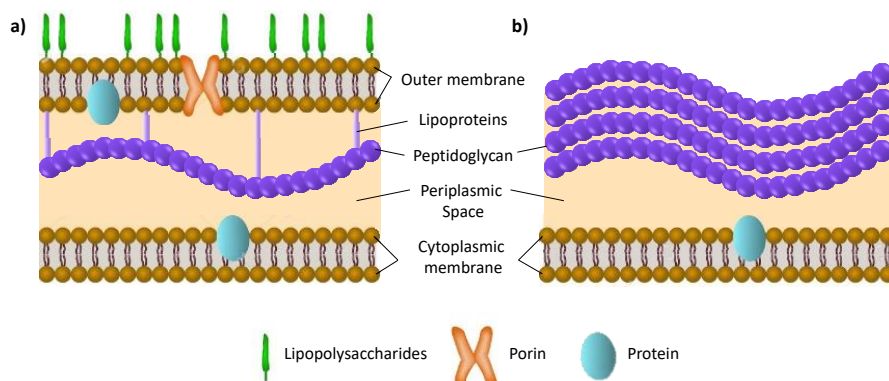 a)
b)
Outer membrane
Lipoproteins
Peptidoglycan
Periplasmic
Space
Cytoplasmic
membrane
Lipopolysaccharides
Porin
Protein